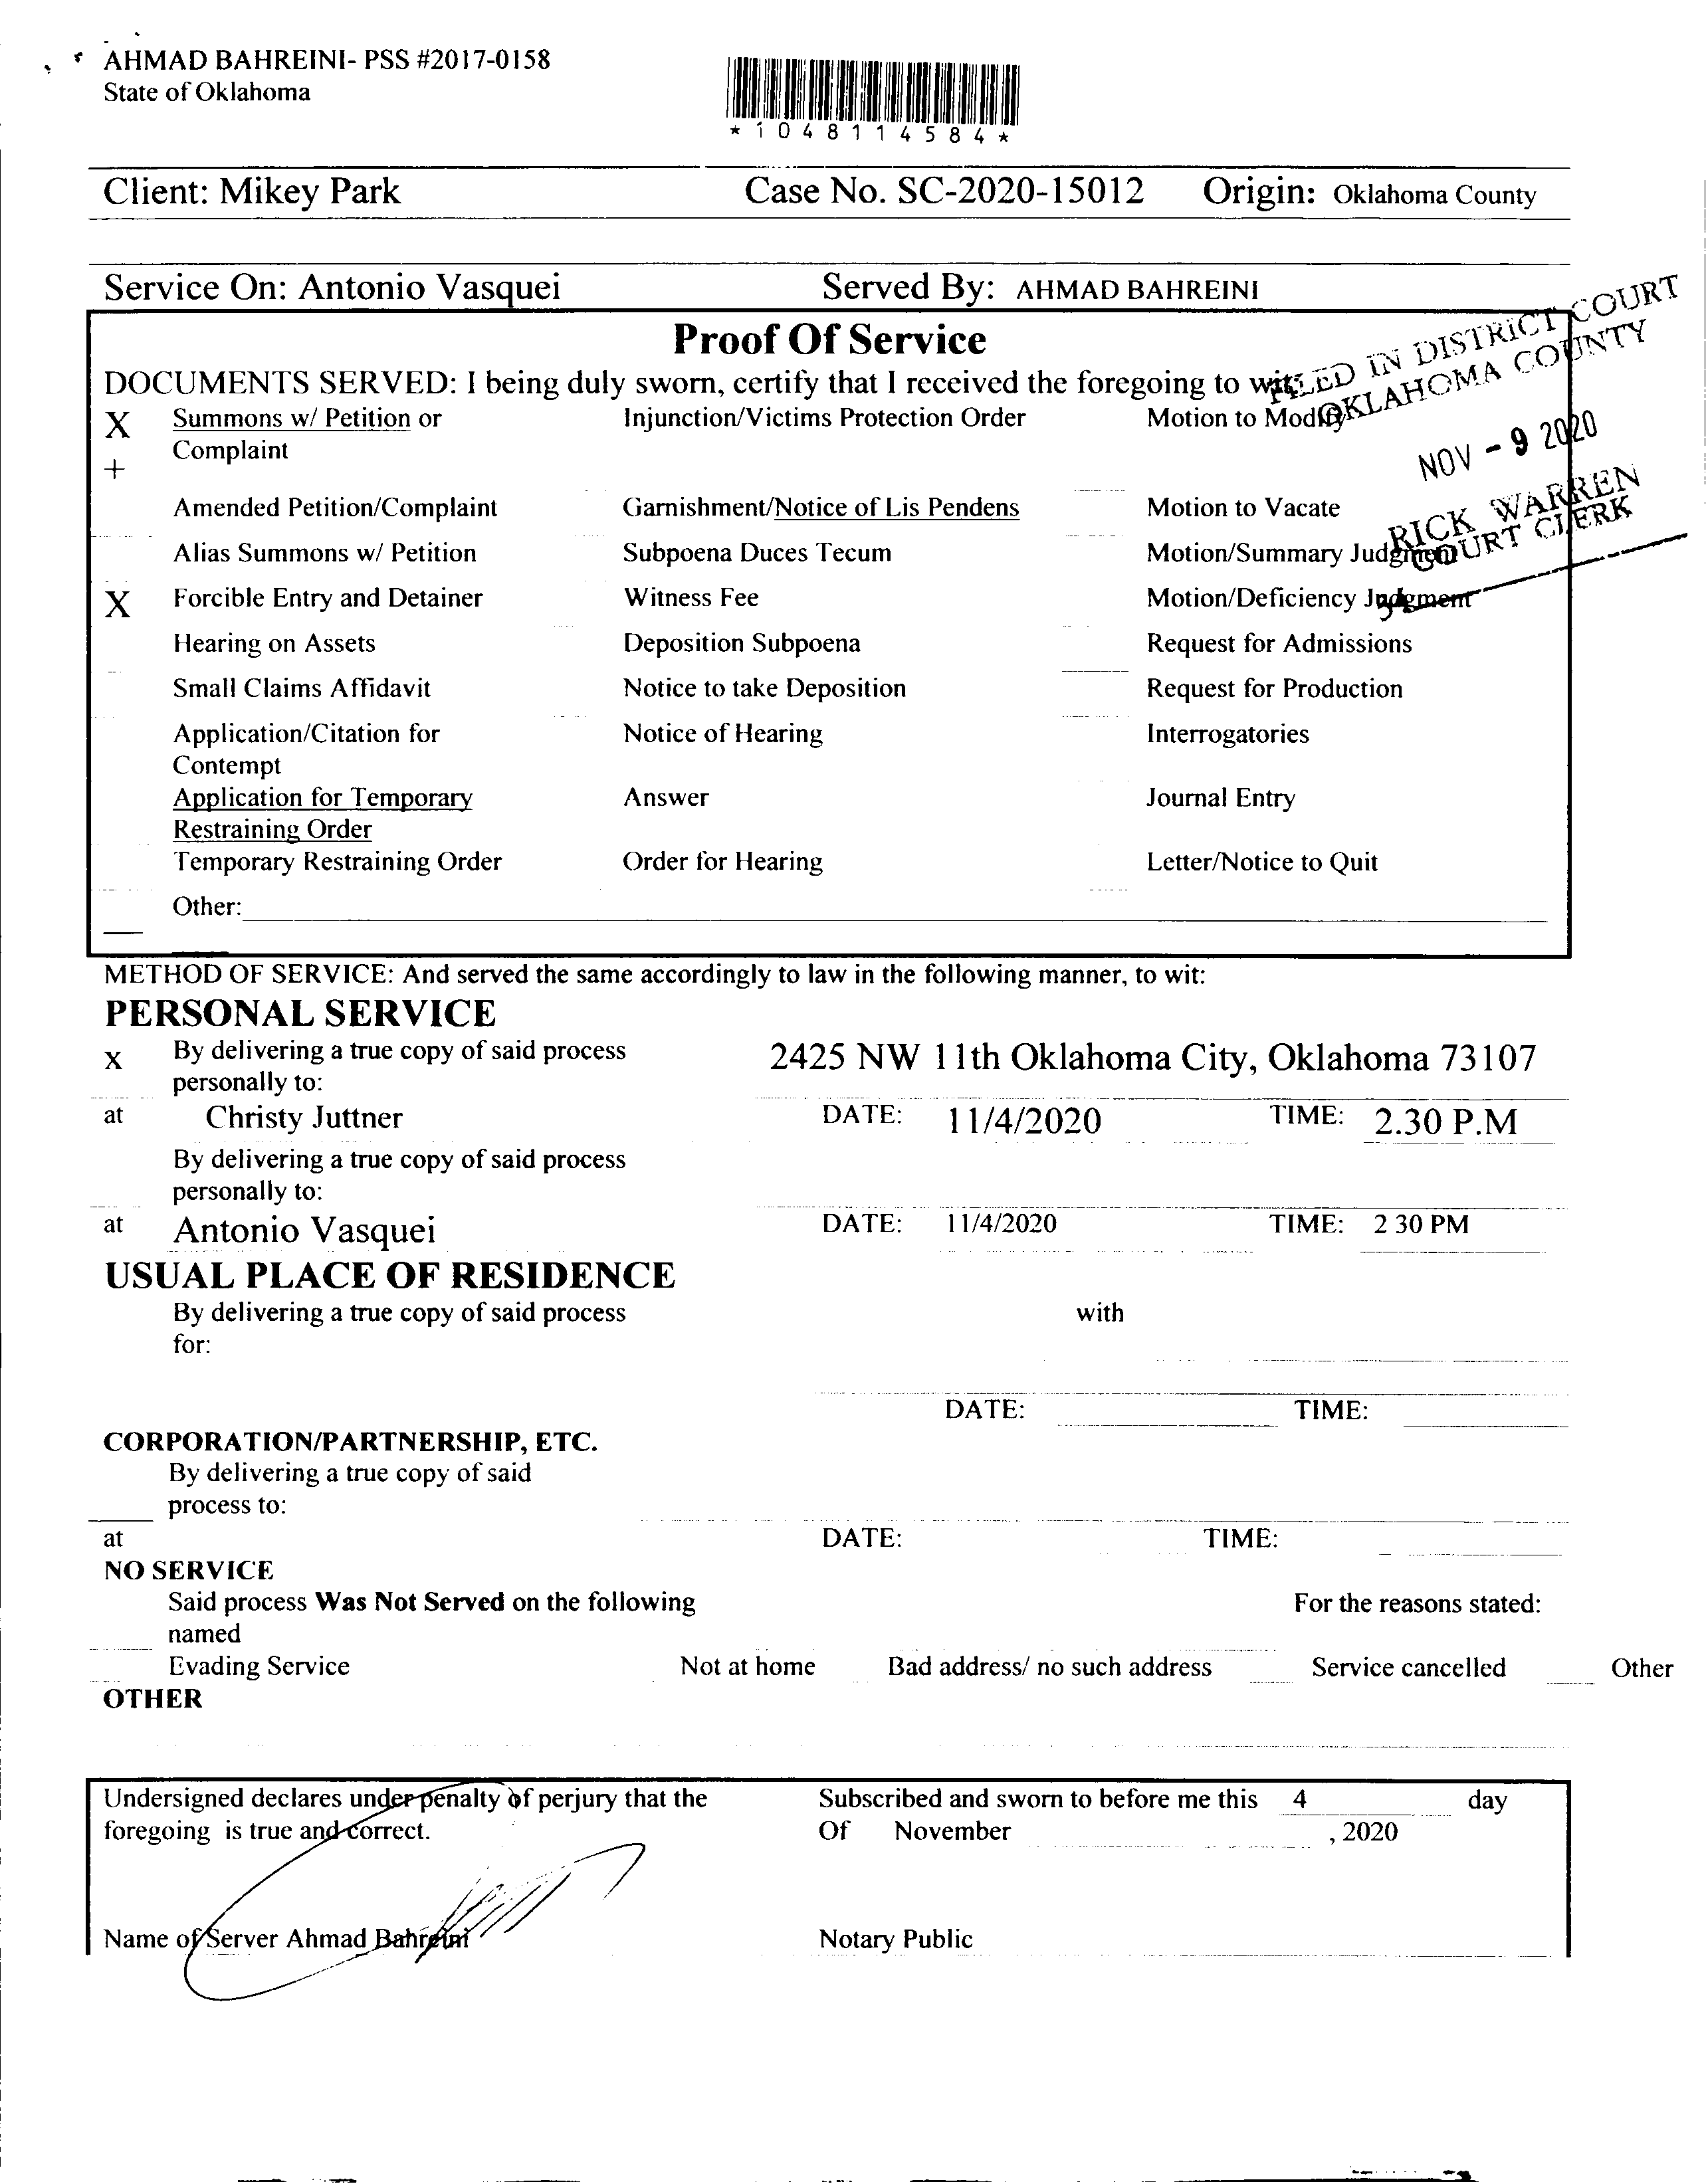 AHMAD BAHREINI- PSS #2017-0158
State of Oklahoma
*1048114584*
Client: Mikey Park Case No. SC-2020-15012 Origin: Oklahoma County
Service On: Antonio Vasquei Served By: AHMAD BAHREINI
FILED IN DISTRICT COURT
OKLAHOMA COUNTY
NOV - 9 2020
RICK WARREN
COURT CLERK
Proof Of Service
DOCUMENTS SERVED: I being duly sworn, certify that I received the foregoing to wit:
X Summons w/ Petition or Injunction/Victims Protection Order Motion to Modify
+ Complaint
Amended Petition/Complaint Garnishment/Notice of Lis Pendens Motion to Vacate
Alias Summons w/ Petition Subpoena Duces Tecum Motion/Summary Judgment
X Forcible Entry and Detainer Witness Fee Motion/Deficiency Judgment
Hearing on Assets Deposition Subpoena Request for Admissions
Small Claims Affidavit Notice to take Deposition Request for Production
Application/Citation for Notice of Hearing Interrogatories
Contempt
Application for Temporary Answer Journal Entry
Restraining Order
Temporary Restraining Order Order for Hearing Letter/Notice to Quit
Other:
METHOD OF SERVICE: And served the same accordingly to law in the following manner, to wit:
PERSONAL SERVICE
X By delivering a true copy of said process 2425 NW 11th Oklahoma City, Oklahoma 73107
personally to:
at Christy Juttner DATE: 11/4/2020 TIME: 2.30 P.M
By delivering a true copy of said process
personally to:
at Antonio Vasquei DATE: 11/4/2020 TIME: 2 30 PM
USUAL PLACE OF RESIDENCE
By delivering a true copy of said process with
for:
DATE: TIME:
CORPORATION/PARTNERSHIP, ETC.
By delivering a true copy of said
process to:
at DATE: TIME:
NO SERVICE
Said process Was Not Served on the following For the reasons stated:
named
Evading Service Not at home Bad address/ no such address Service cancelled Other
OTHER
Undersigned declares under penalty of perjury that the Subscribed and sworn to before me this 4 day
foregoing is true and correct. Of November , 2020
Name of Server Ahmad Bahreini Notary Public